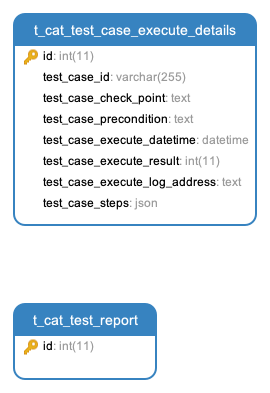 t_cat_test_case_execute_details
id: int(11)
test_case_id: varchar(255)
test_case_check_point: text
test_case_precondition: text
test_case_execute_datetime: datetime
test_case_execute_result: int(11)
test_case_execute_log_address: text
test_case_steps: json
t_cat_test_report
id: int(11)